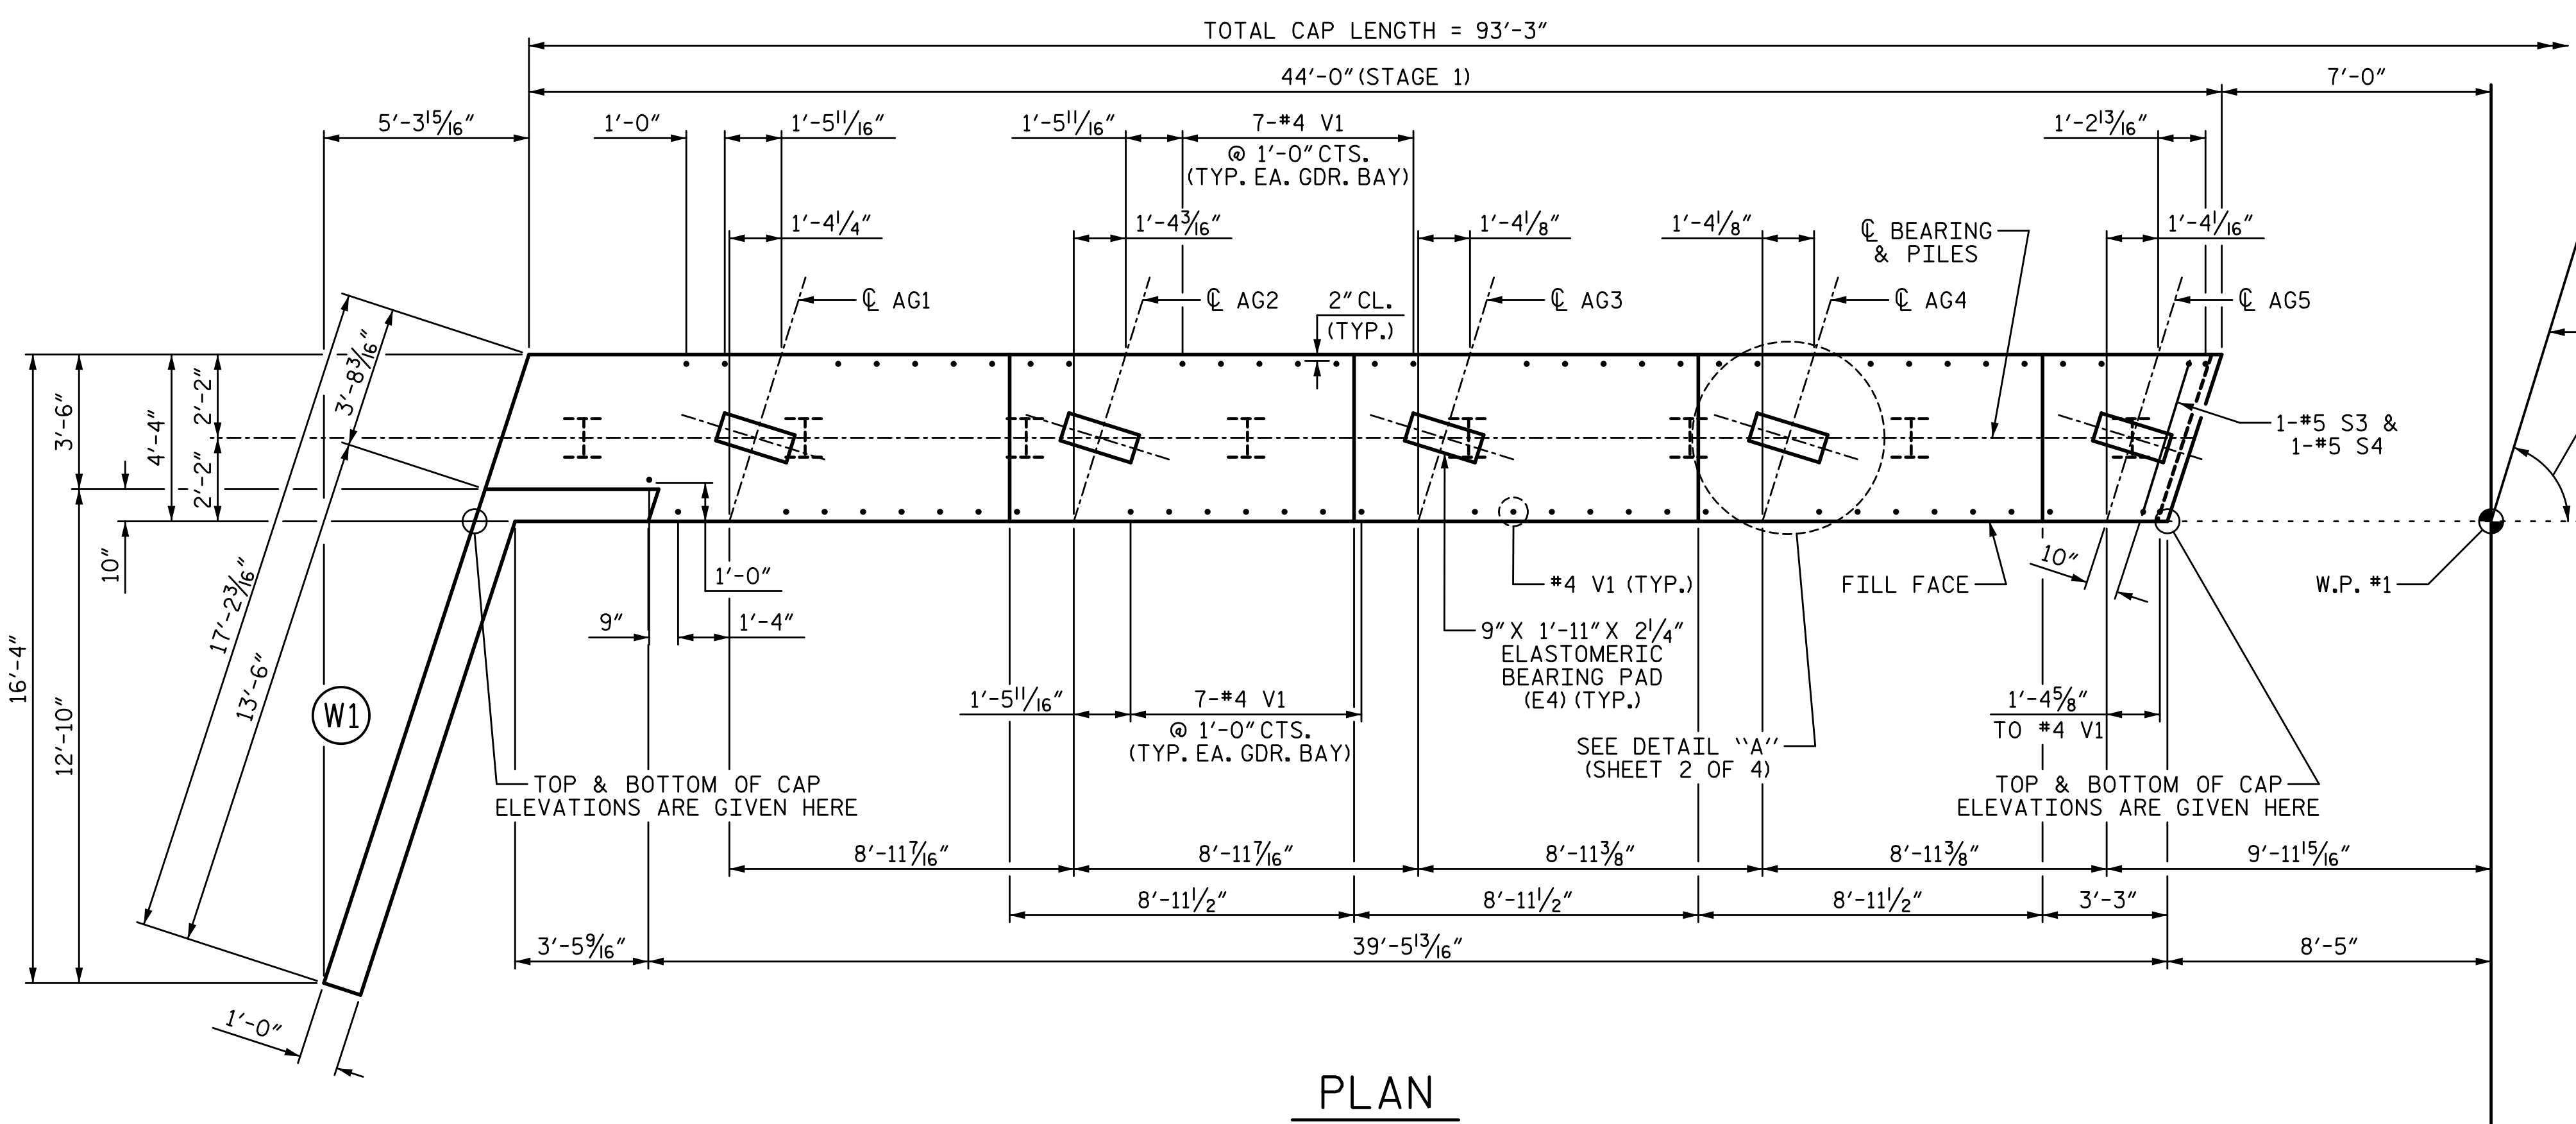 TOTAL CAP LENGTH = 93'-3"
44'-0" (STAGE 1)
7'-0"
5'-3 15/16"
1'-0"
1'-5 11/16"
1'-5 11/16"
7-#4 V1
@ 1'-0" CTS.
(TYP. EA. GDR. BAY)
1'-2 13/16"
1'-4 1/4"
1'-4 3/16"
1'-4 1/8"
1'-4 1/8"
℄ BEARING
& PILES
1'-4 1/16"
℄ AG1
℄ AG2
2" CL.
(TYP.)
℄ AG3
℄ AG4
℄ AG5
3'-8 3/16"
2'-2"
3'-6"
4'-4"
2'-2"
1-#5 S3 &
1-#5 S4
10"
17'-2 3/16"
13'-6"
16'-4"
12'-10"
W1
1'-0"
9"
1'-4"
#4 V1 (TYP.)
FILL FACE
10"
W.P. #1
9" X 1'-11" X 2 1/4"
ELASTOMERIC
BEARING PAD
(E4) (TYP.)
1'-5 11/16"
7-#4 V1
@ 1'-0" CTS.
(TYP. EA. GDR. BAY)
1'-4 5/8"
TO #4 V1
SEE DETAIL "A"
(SHEET 2 OF 4)
TOP & BOTTOM OF CAP
ELEVATIONS ARE GIVEN HERE
TOP & BOTTOM OF CAP
ELEVATIONS ARE GIVEN HERE
8'-11 7/16"
8'-11 7/16"
8'-11 3/8"
8'-11 3/8"
9'-11 15/16"
8'-11 1/2"
8'-11 1/2"
8'-11 1/2"
3'-3"
3'-5 9/16"
39'-5 13/16"
8'-5"
1'-0"
PLAN